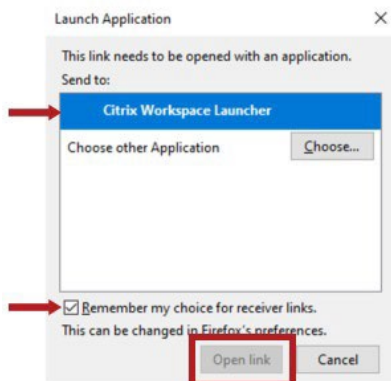 Launch Application
This link needs to be opened with an application.
Send to:
Citrix Workspace Launcher
Choose other Application
Choose...
Remember my choice for receiver links.
This can be changed in Firefox's preferences.
Open link
Cancel